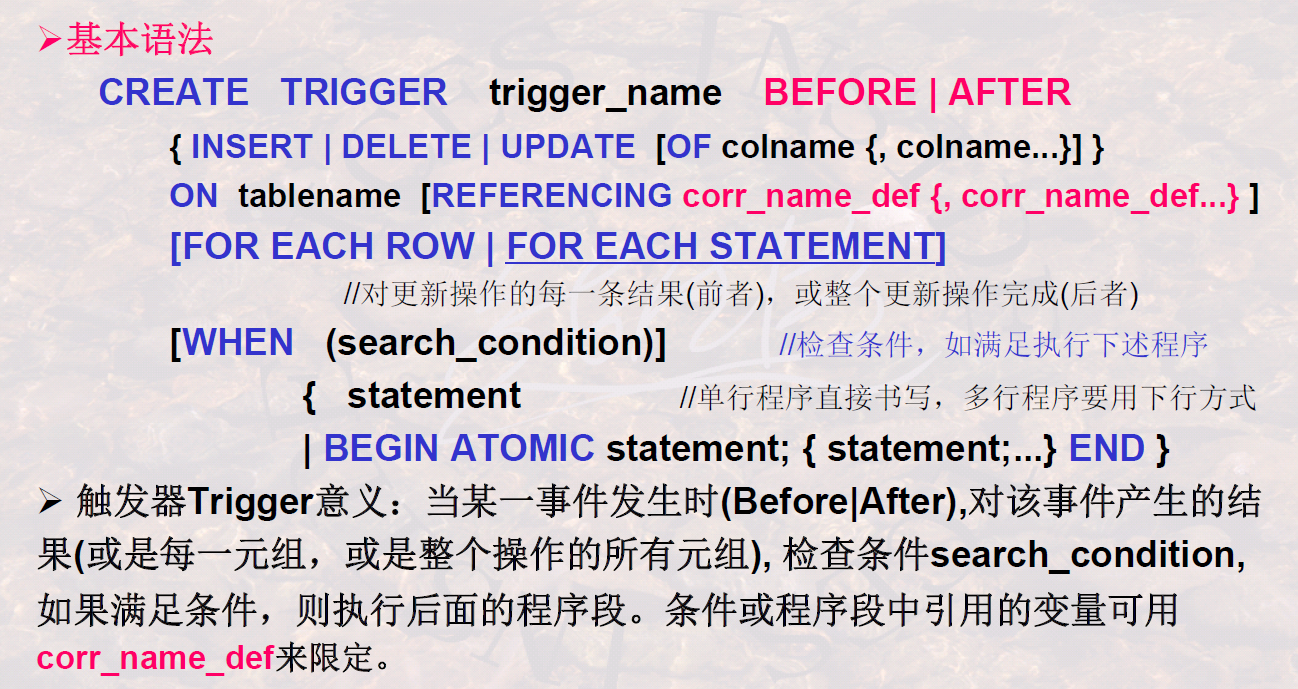 ➢基本语法
CREATE TRIGGER trigger_name BEFORE | AFTER
{ INSERT | DELETE | UPDATE [OF colname {, colname...}] }
ON tablename [REFERENCING corr_name_def {, corr_name_def...} ]
[FOR EACH ROW | FOR EACH STATEMENT]
//对更新操作的每一条结果(前者)，或整个更新操作完成(后者)
[WHEN (search_condition)] //检查条件，如满足执行下述程序
{ statement //单行程序直接书写，多行程序要用下行方式
| BEGIN ATOMIC statement; { statement;...} END }
➢ 触发器Trigger意义：当某一事件发生时(Before|After),对该事件产生的结
果(或是每一元组，或是整个操作的所有元组), 检查条件search_condition,
如果满足条件，则执行后面的程序段。条件或程序段中引用的变量可用
corr_name_def来限定。